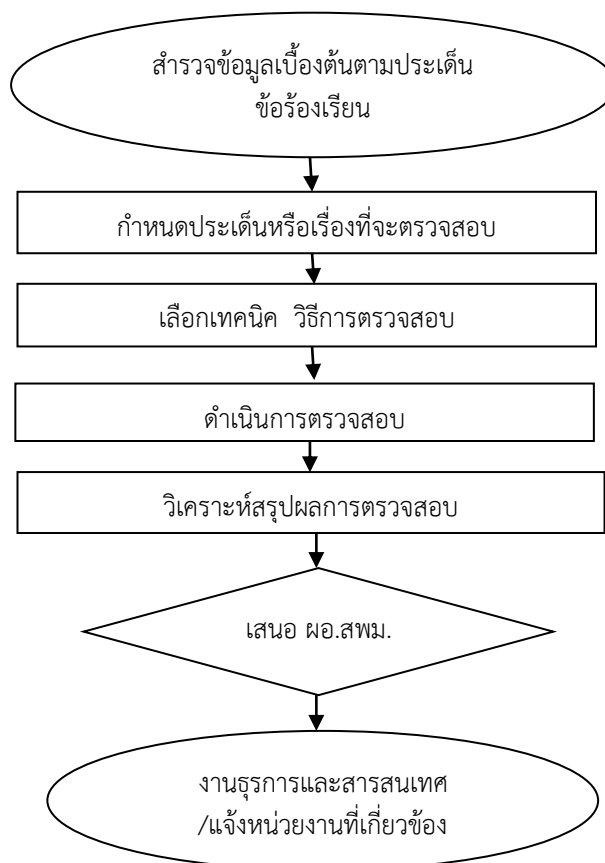 สำรวจข้อมูลเบื้องต้นตามประเด็น
ข้อร้องเรียน
กำหนดประเด็นหรือเรื่องที่จะตรวจสอบ
เลือกเทคนิค วิธีการตรวจสอบ
ดำเนินการตรวจสอบ
วิเคราะห์สรุปผลการตรวจสอบ
เสนอ ผอ.สพม.
งานธุรการและสารสนเทศ
/แจ้งหน่วยงานที่เกี่ยวข้อง